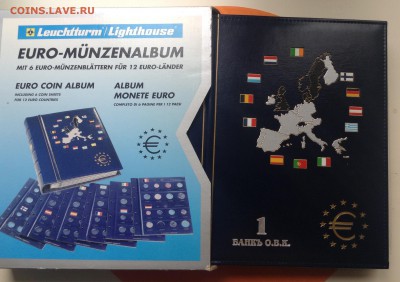 COINS.LAVE.RU
Leuchtturm/Lighthouse
EURO-MÜNZENALBUM
MIT 6 EURO-MÜNZENBLÄTTERN FÜR 12 EURO-LÄNDER
EURO COIN ALBUM
INCLUDING 6 COIN SHEETS
FOR 12 EURO COUNTRIES
ALBUM
MONETE EURO
COMPLETO DI 6 PAGINE PER I 12 PAESI
€
1
БАНКЪ О.В.К.
€